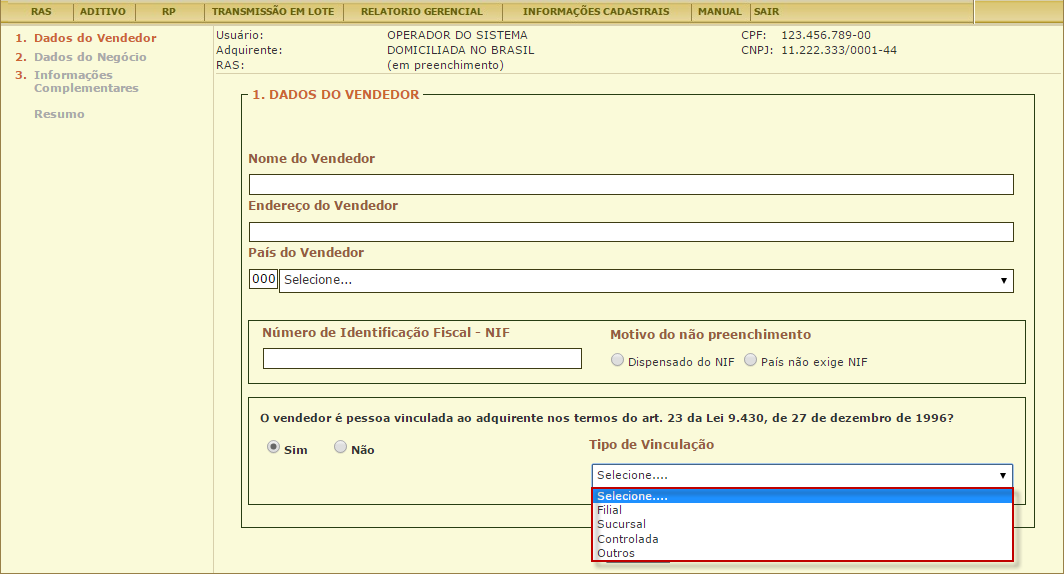 RAS ADITIVO RP TRANSMISSÃO EM LOTE RELATORIO GERENCIAL INFORMAÇÕES CADASTRAIS MANUAL SAIR
1. Dados do Vendedor
2. Dados do Negócio
3. Informações
Complementares
Resumo
Usuário: OPERADOR DO SISTEMA CPF: 123.456.789-00
Adquirente: DOMICILIADA NO BRASIL CNPJ: 11.222.333/0001-44
RAS: (em preenchimento)
1. DADOS DO VENDEDOR
Nome do Vendedor
Endereço do Vendedor
País do Vendedor
000 Selecione...
Número de Identificação Fiscal - NIF
Motivo do não preenchimento
Dispensado do NIF País não exige NIF
O vendedor é pessoa vinculada ao adquirente nos termos do art. 23 da Lei 9.430, de 27 de dezembro de 1996?
Sim Não
Tipo de Vinculação
Selecione....
Selecione....
Filial
Sucursal
Controlada
Outros